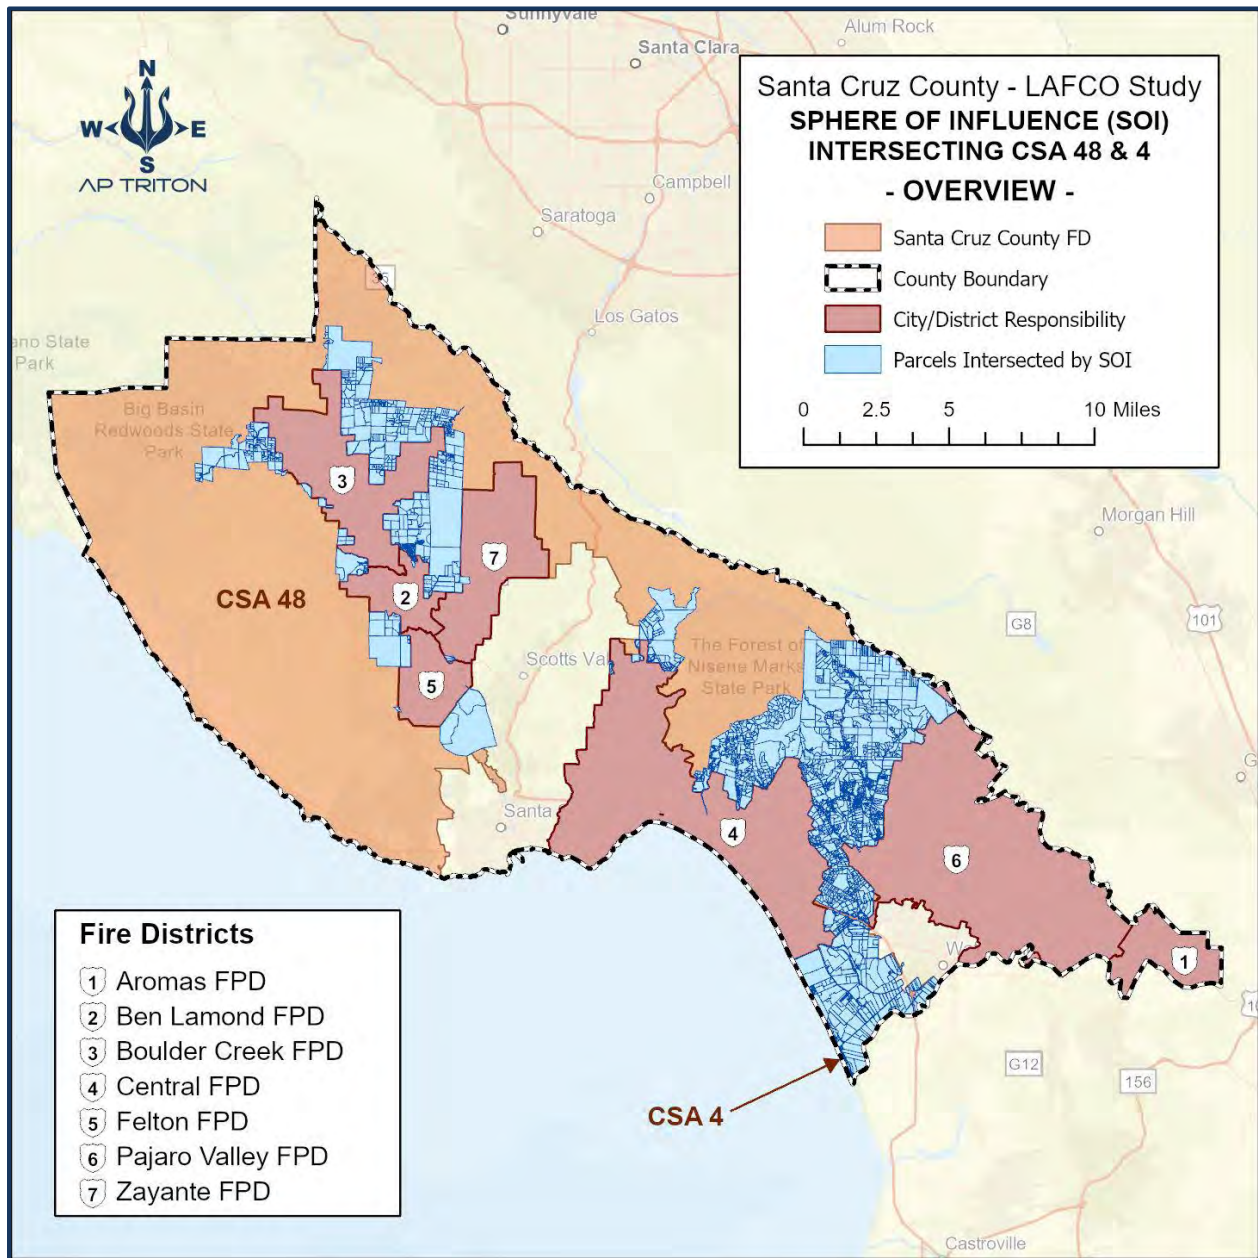 Sunnyvale
Alum Rock
Santa Clara
N
W E
S
AP TRITON
Santa Cruz County - LAFCO Study
SPHERE OF INFLUENCE (SOI)
INTERSECTING CSA 48 & 4
- OVERVIEW -
Santa Cruz County FD
County Boundary
City/District Responsibility
Parcels Intersected by SOI
0 2.5 5 10 Miles
Campbell
Saratoga
35
Los Gatos
ano State
Park
Big Basin
Redwoods State
Park
Morgan Hill
3
7
CSA 48
2
G8
101
The Forest of
Nisene Marks
State Park
Scotts Val
5
Santa
4
6
W
1
Fire Districts
1 Aromas FPD
2 Ben Lamond FPD
3 Boulder Creek FPD
4 Central FPD
5 Felton FPD
6 Pajaro Valley FPD
7 Zayante FPD
CSA 4
G12
156
Castroville